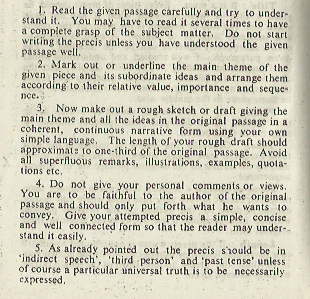 1. Read the given passage carefully and try to under-
stand it. You may have to read it several times to have
a complete grasp of the subject matter. Do not start
writing the precis unless you have understood the given
passage well.
2. Mark out or underline the main theme of the
given piece and its subordinate ideas and arrange them
according to their relative value, importance and seque-
nce.
3. Now make out a rough sketch or draft giving the
main theme and all the ideas in the original passage in a
coherent, continuous narrative form using your own
simple language. The length of your rough draft should
approximate to one-third of the original passage. Avoid
all superfluous remarks, illustrations, examples, quota-
tions etc.
4. Do not give your personal comments or views.
You are to be faithful to the author of the original
passage and should only put forth what he wants to
convey. Give your attempted precis a simple, concise
and well connected form so that the reader may under-
stand it easily.
5. As already pointed out the precis should be in
'indirect speech', 'third person' and 'past tense' unless
of course a particular universal truth is to be necessarily
expressed.